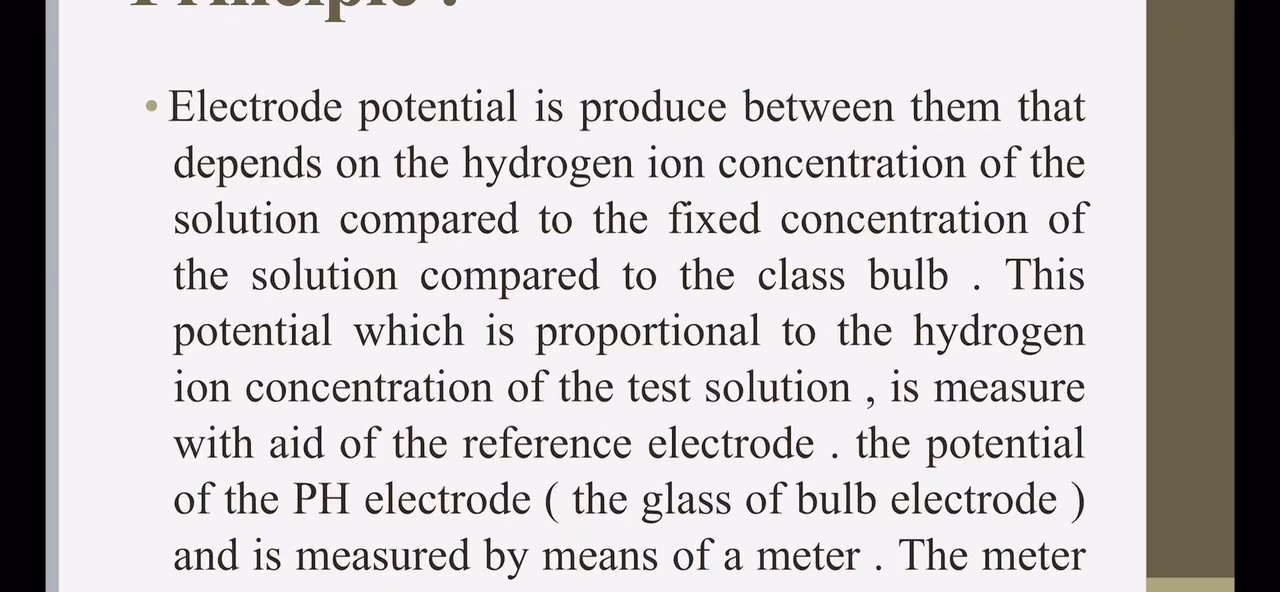 Principle :
• Electrode potential is produce between them that
depends on the hydrogen ion concentration of the
solution compared to the fixed concentration of
the solution compared to the class bulb . This
potential which is proportional to the hydrogen
ion concentration of the test solution , is measure
with aid of the reference electrode . the potential
of the PH electrode ( the glass of bulb electrode )
and is measured by means of a meter . The meter